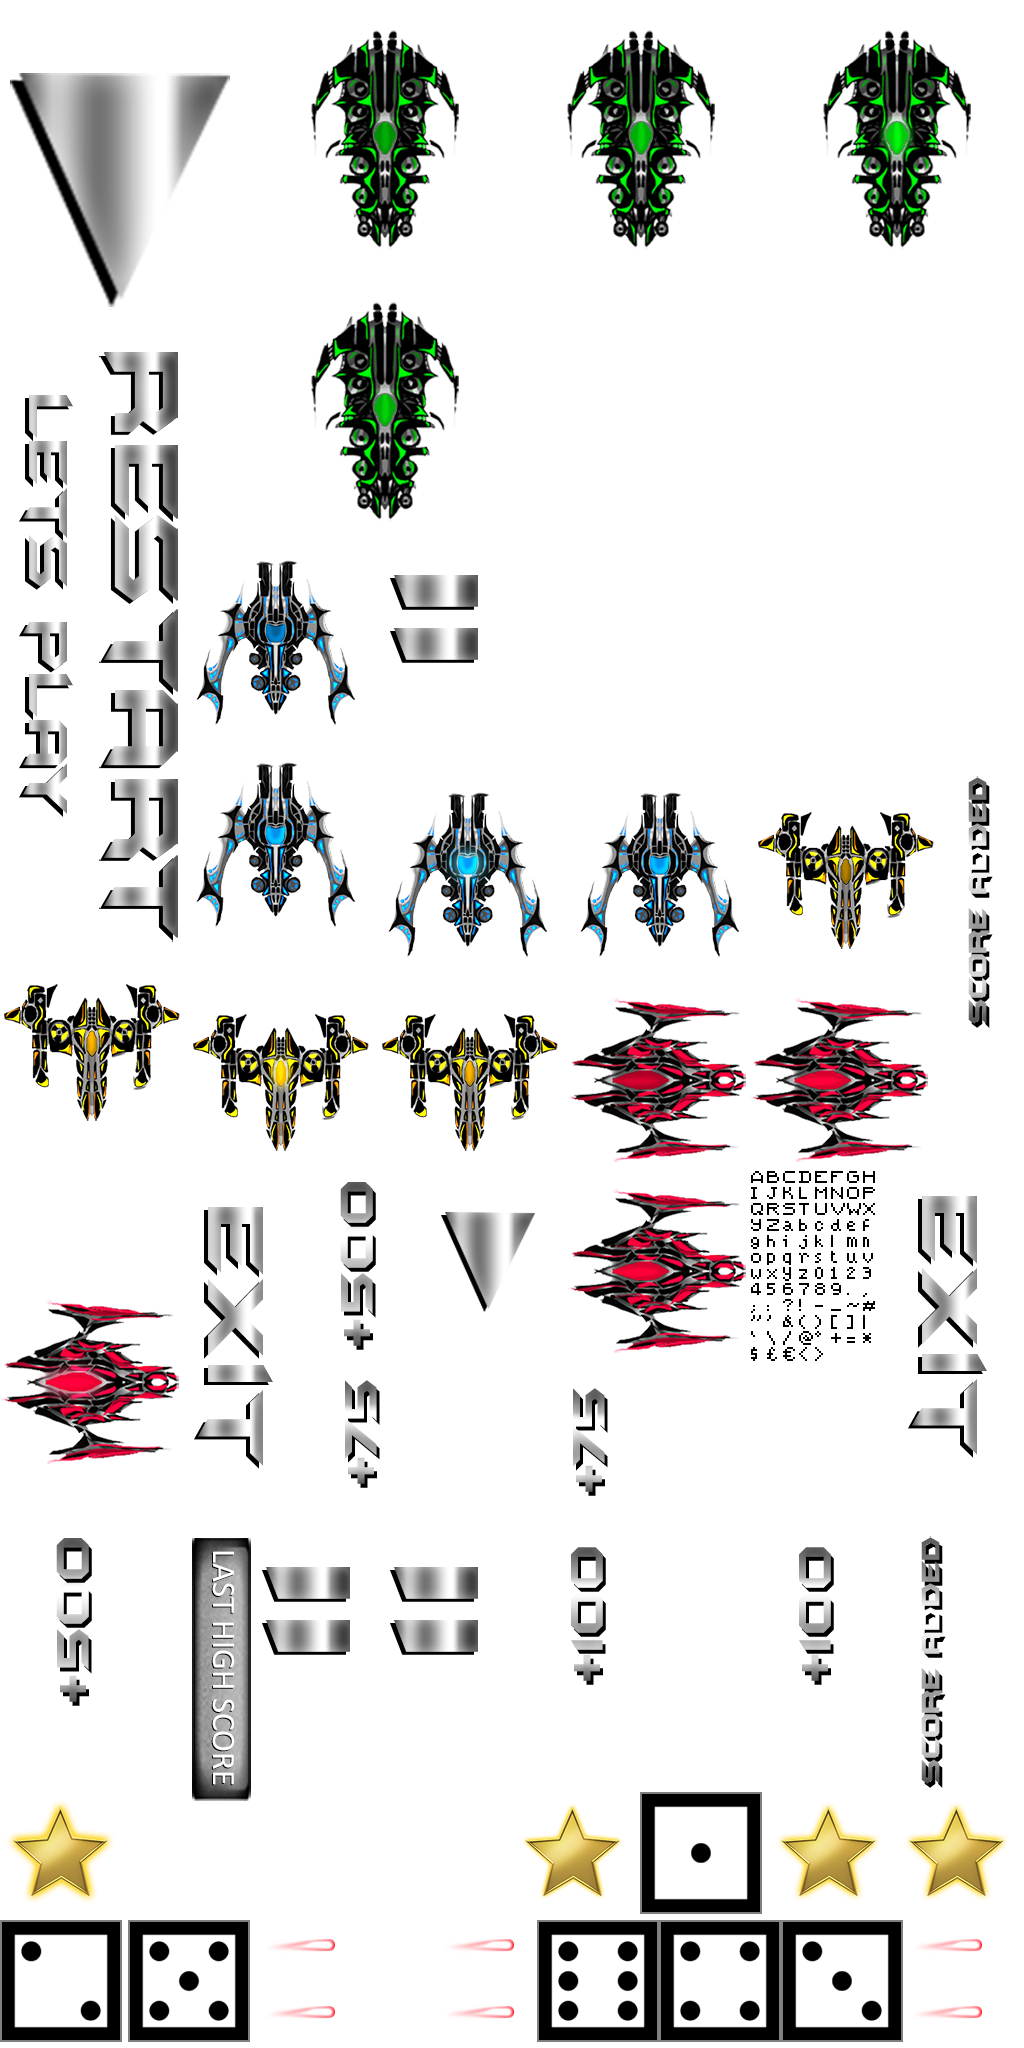 RESTART
LETS PLAY
SCORE ADDED
+500
ABCDEFGH
IJKLMNOP
QRSTUVWX
YZabcdef
ghijklmn
opqrstuv
wxyz0123
456789.,
;:?!-_~#
"'&()[]|
`\/@°+=*
$£€<>
EXIT
EXIT
+75
+75
+500
LAST HIGH SCORE
+100
+100
SCORE ADDED